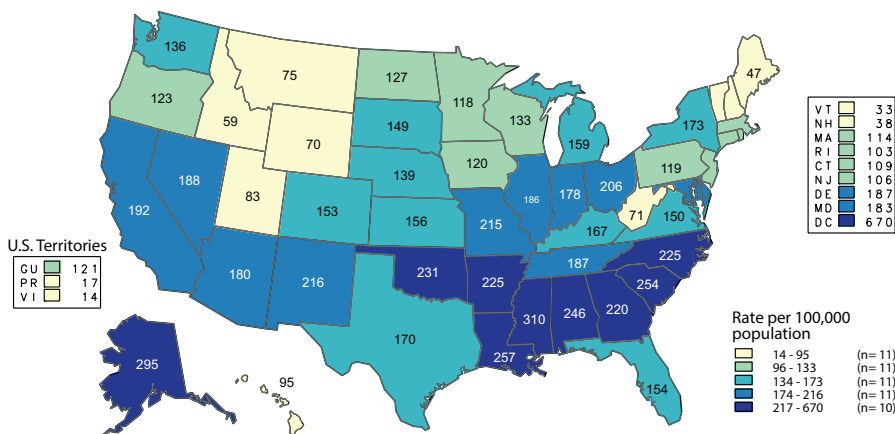 136
75
127
118
47
123
59
149
133
159
173
70
120
119
188
83
139
186
178
206
71
150
192
153
156
215
167
180
216
231
225
187
225
254
310
246
220
170
257
154
295
95
VT 33
NH 38
MA 114
RI 103
CT 109
NJ 106
DE 187
MD 183
DC 670
U.S. Territories
GU 121
PR 17
VI 14
Rate per 100,000
population
14 - 95 (n= 11)
96 - 133 (n= 11)
134 - 173 (n= 11)
174 - 216 (n= 11)
217 - 670 (n= 10)